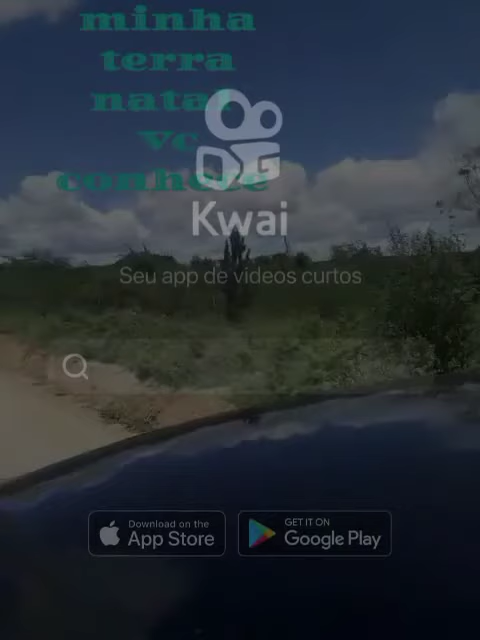 minha
terra
natal
vc
conhece
Kwai
Seu app de vídeos curtos
Download on the
App Store
GET IT ON
Google Play